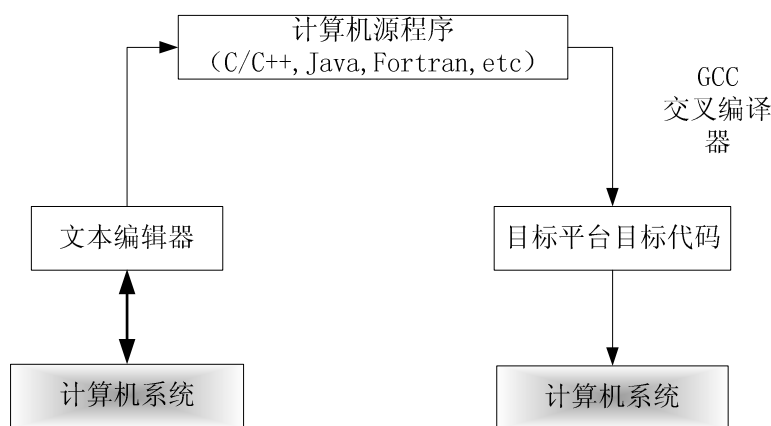 计算机源程序
（C/C++,Java,Fortran,etc）
GCC
交叉编译
器
文本编辑器
目标平台目标代码
计算机系统
计算机系统